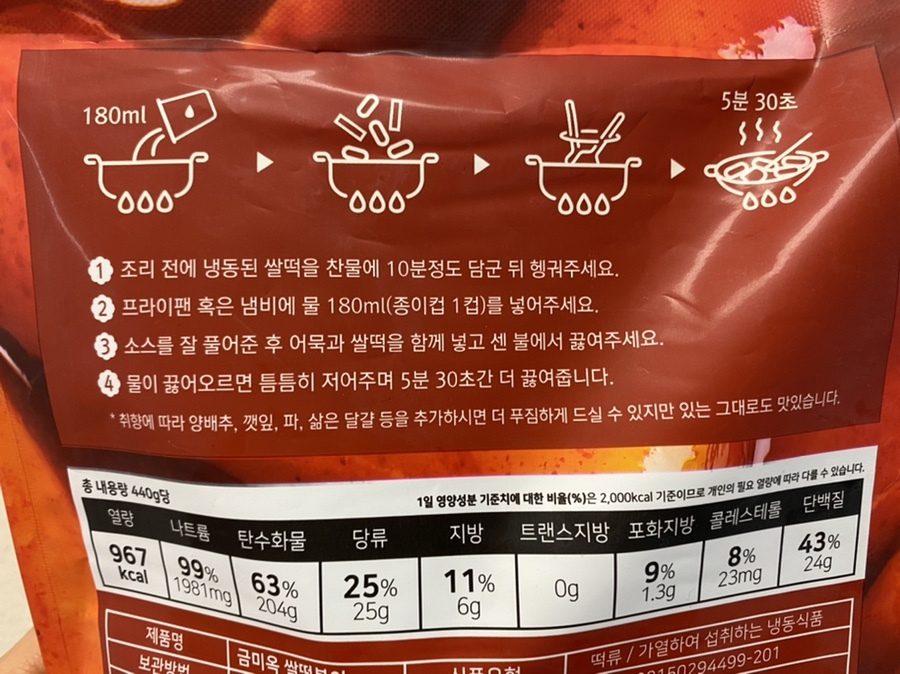 180ml
5분 30초
1 조리 전에 냉동된 쌀떡을 찬물에 10분정도 담군 뒤 헹궈주세요.
2 프라이팬 혹은 냄비에 물 180ml(종이컵 1컵)를 넣어주세요.
3 소스를 잘 풀어준 후 어묵과 쌀떡을 함께 넣고 센 불에서 끓여주세요.
4 물이 끓어오르면 틈틈히 저어주며 5분 30초간 더 끓여줍니다.
* 취향에 따라 양배추, 깻잎, 파, 삶은 달걀 등을 추가하시면 더 푸짐하게 드실 수 있지만 있는 그대로도 맛있습니다.
총 내용량 440g당
1일 영양성분 기준치에 대한 비율(%)은 2,000kcal 기준이므로 개인의 필요 열량에 따라 다를 수 있습니다.
열량 나트륨 탄수화물 당류 지방 트랜스지방 포화지방 콜레스테롤 단백질
967 99% 63% 25% 11% 0g 9% 8% 43%
kcal 1981mg 204g 25g 6g 1.3g 23mg 24g
제품명 금미옥 쌀떡볶이 식품유형 떡류 / 가열하여 섭취하는 냉동식품
보관방법 0150294499-201